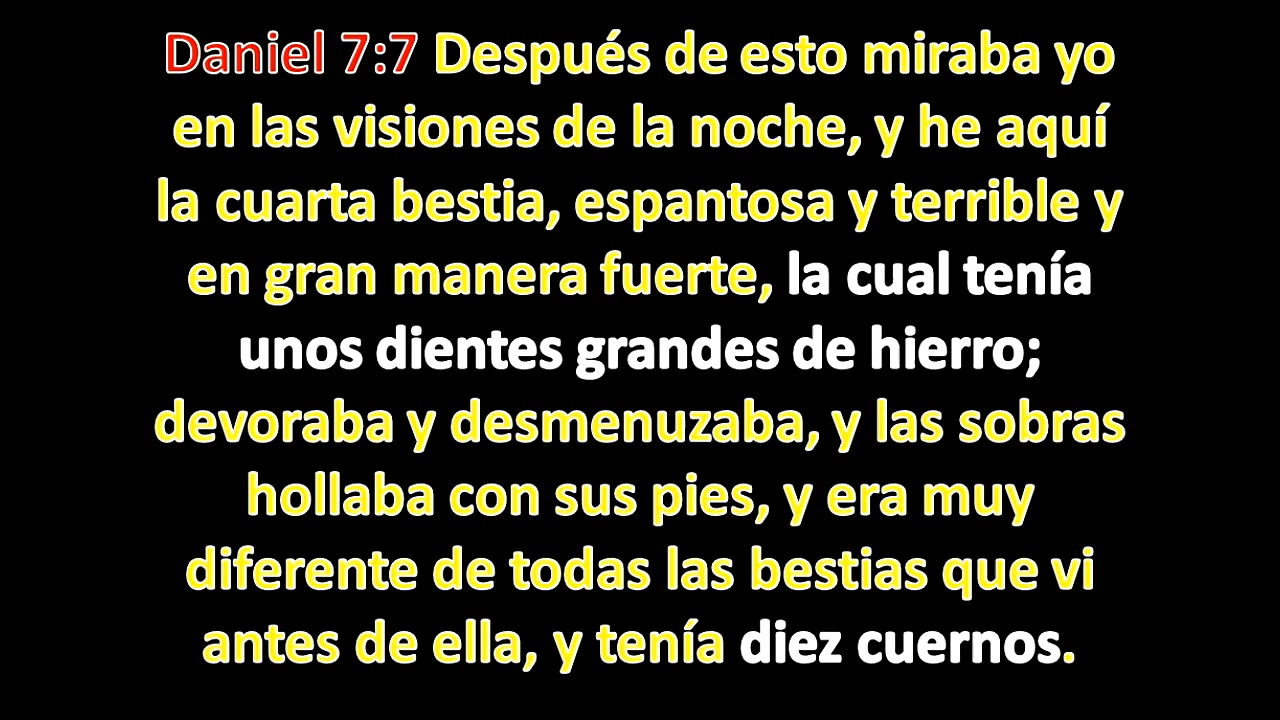 Daniel 7:7 Después de esto miraba yo
en las visiones de la noche, y he aquí
la cuarta bestia, espantosa y terrible y
en gran manera fuerte, la cual tenía
unos dientes grandes de hierro;
devoraba y desmenuzaba, y las sobras
hollaba con sus pies, y era muy
diferente de todas las bestias que vi
antes de ella, y tenía diez cuernos.